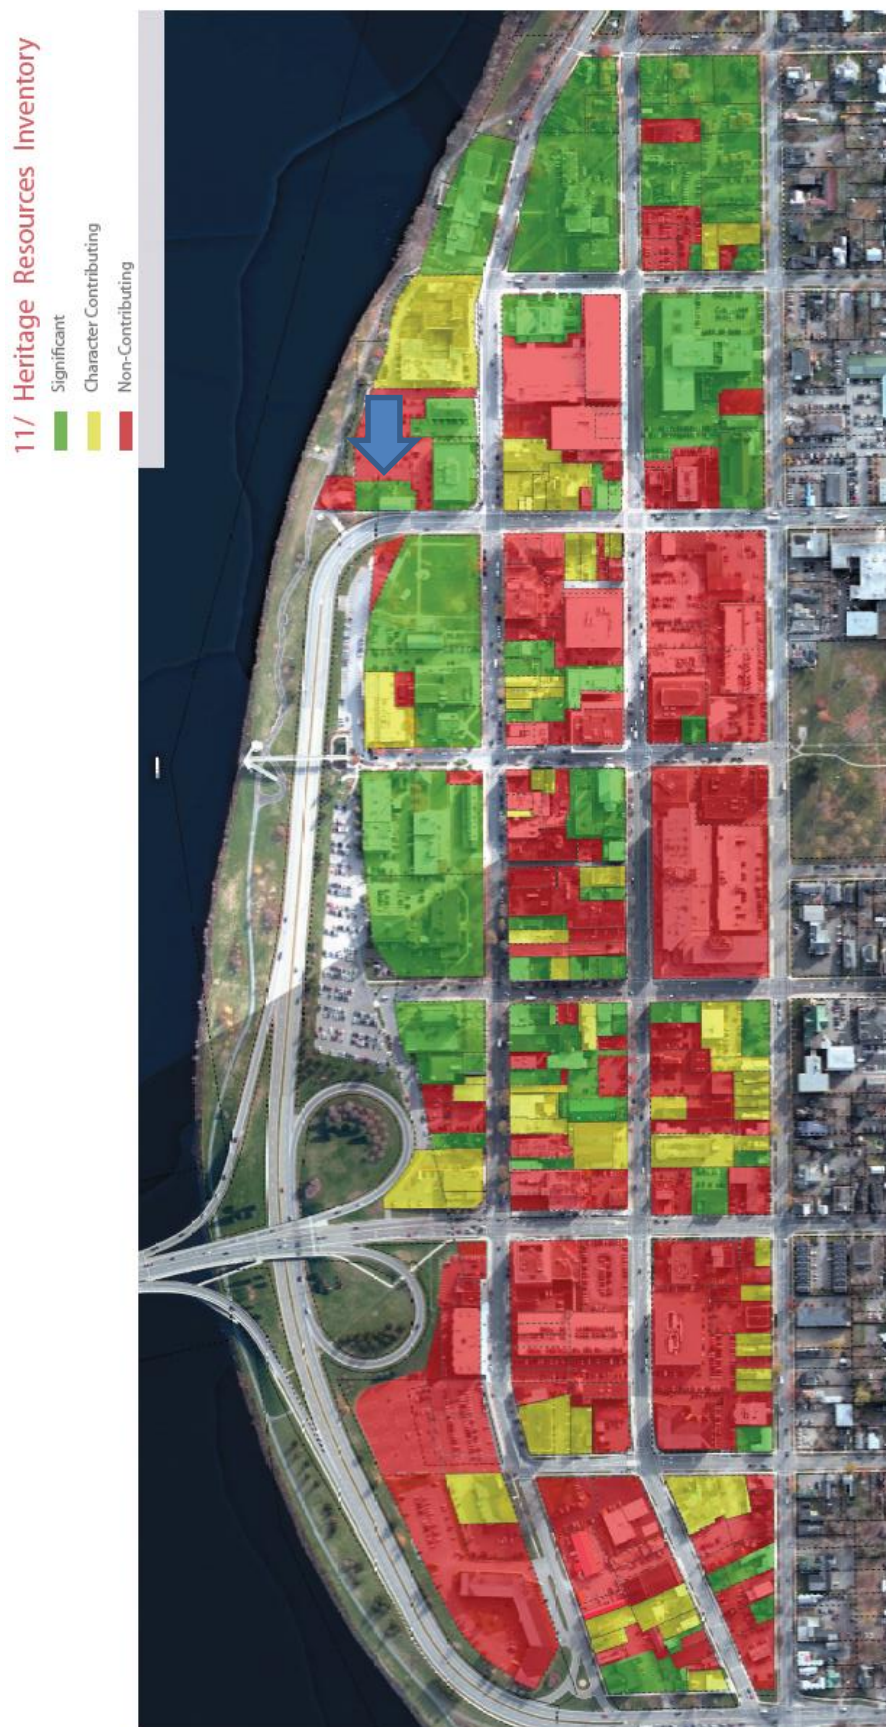 11/ Heritage Resources Inventory
Significant
Character Contributing
Non-Contributing